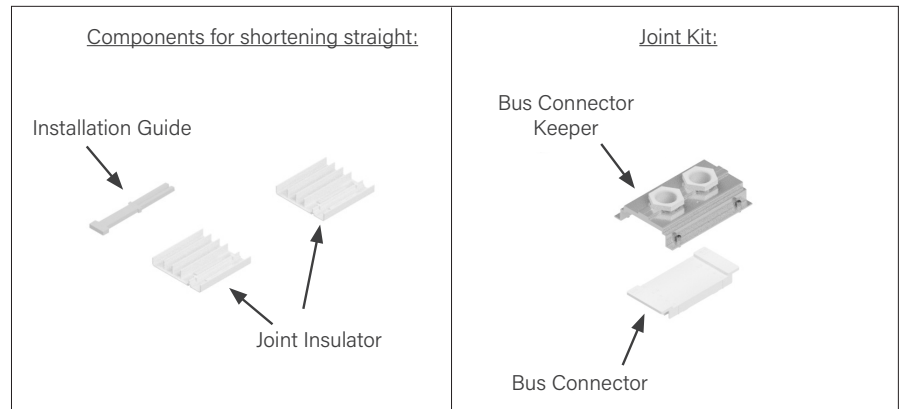 Components for shortening straight:
Installation Guide
Joint Insulator
Joint Kit:
Bus Connector
Keeper
Bus Connector